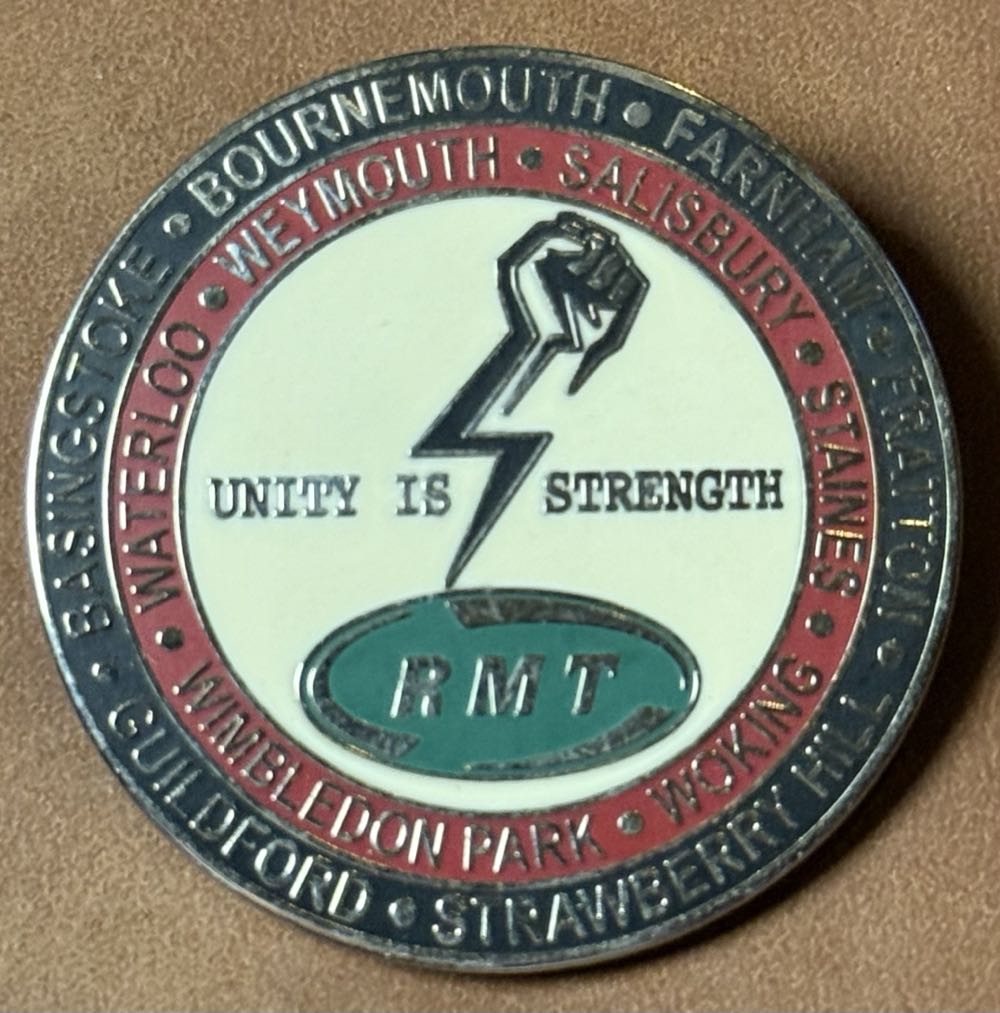 BASINGSTOKE • BOURNEMOUTH • FARNHAM • FRATTON • STRAWBERRY HILL • GUILDFORD •
WATERLOO • WEYMOUTH • SALISBURY • STAINES • WOKING • WIMBLEDON PARK •
UNITY IS STRENGTH
RMT